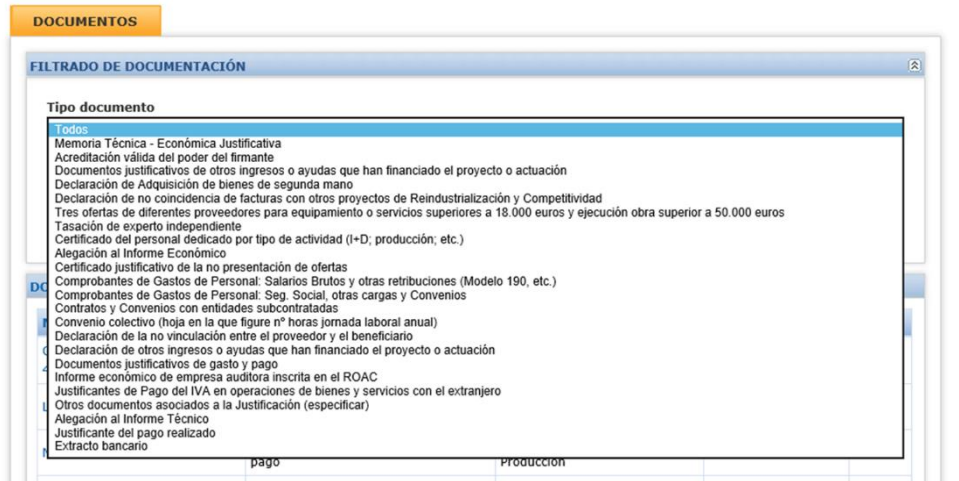 DOCUMENTOS
FILTRADO DE DOCUMENTACIÓN
Tipo documento
Todos
Memoria Técnica - Económica Justificativa
Acreditación válida del poder del firmante
Documentos justificativos de otros ingresos o ayudas que han financiado el proyecto o actuación
Declaración de Adquisición de bienes de segunda mano
Declaración de no coincidencia de facturas con otros proyectos de Reindustrialización y Competitividad
Tres ofertas de diferentes proveedores para equipamiento o servicios superiores a 18.000 euros y ejecución obra superior a 50.000 euros
Tasación de experto independiente
Certificado del personal dedicado por tipo de actividad (I+D; producción; etc.)
Alegación al Informe Económico
Certificado justificativo de la no presentación de ofertas
Comprobantes de Gastos de Personal: Salarios Brutos y otras retribuciones (Modelo 190, etc.)
Comprobantes de Gastos de Personal: Seg. Social, otras cargas y Convenios
Contratos y Convenios con entidades subcontratadas
Convenio colectivo (hoja en la que figure nº horas jornada laboral anual)
Declaración de la no vinculación entre el proveedor y el beneficiario
Declaración de otros ingresos o ayudas que han financiado el proyecto o actuación
Documentos justificativos de gasto y pago
Informe económico de empresa auditora inscrita en el ROAC
Justificantes de Pago del IVA en operaciones de bienes y servicios con el extranjero
Otros documentos asociados a la Justificación (especificar)
Alegación al Informe Técnico
Justificante del pago realizado
Extracto bancario
pago Producción